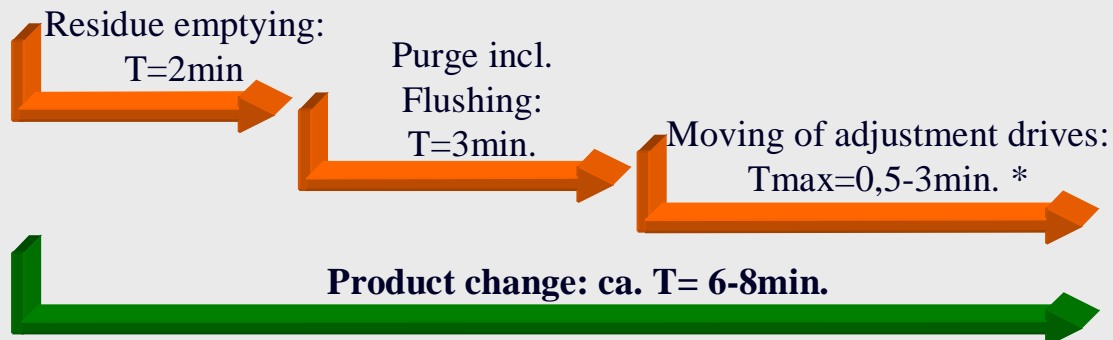 Residue emptying:
T=2min
Purge incl.
Flushing:
T=3min.
Moving of adjustment drives:
Tmax=0,5-3min. *
Product change: ca. T= 6-8min.